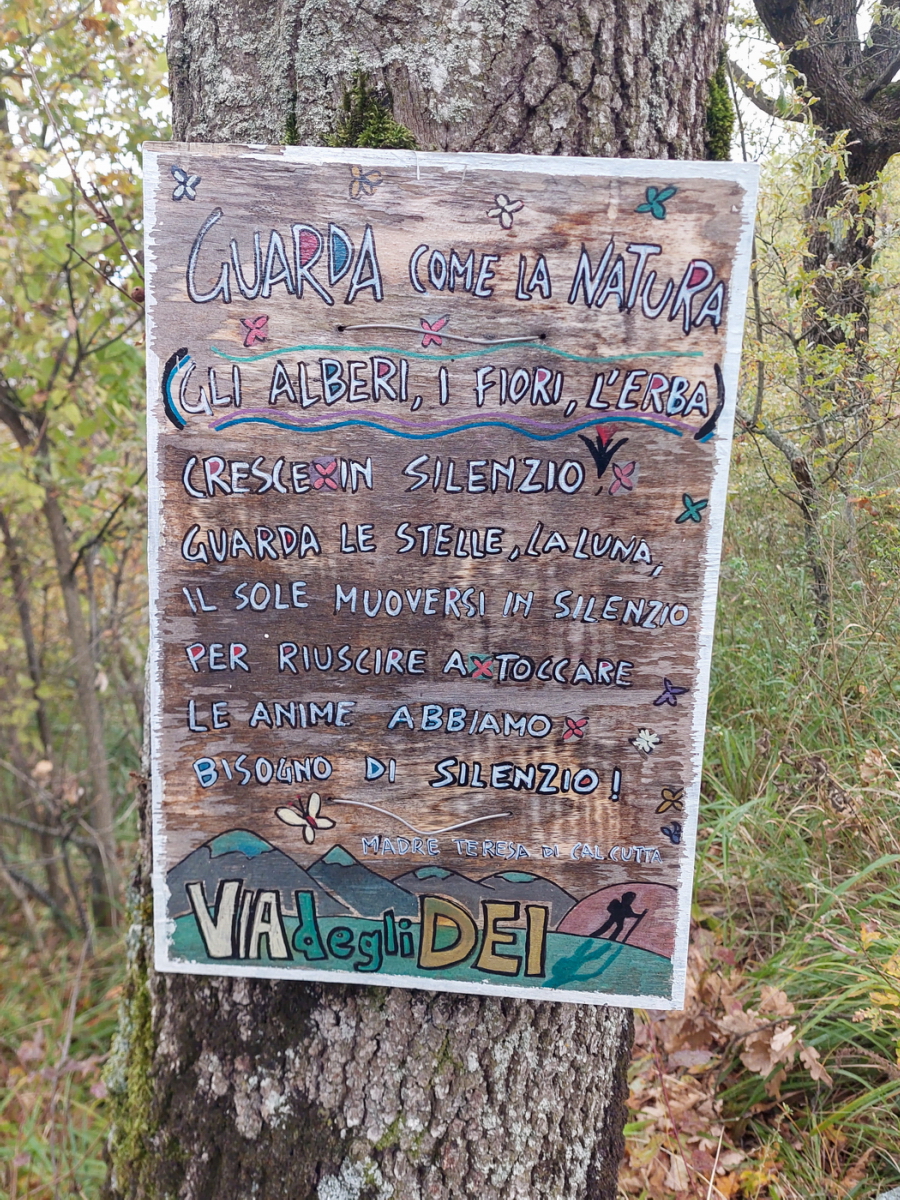 GUARDA COME LA NATURA
(GLI ALBERI, I FIORI, L'ERBA)
CRESCE IN SILENZIO
GUARDA LE STELLE, LA LUNA,
IL SOLE MUOVERSI IN SILENZIO
PER RIUSCIRE A TOCCARE
LE ANIME ABBIAMO
BISOGNO DI SILENZIO!
MADRE TERESA DI CALCUTTA
VIA degli DEI